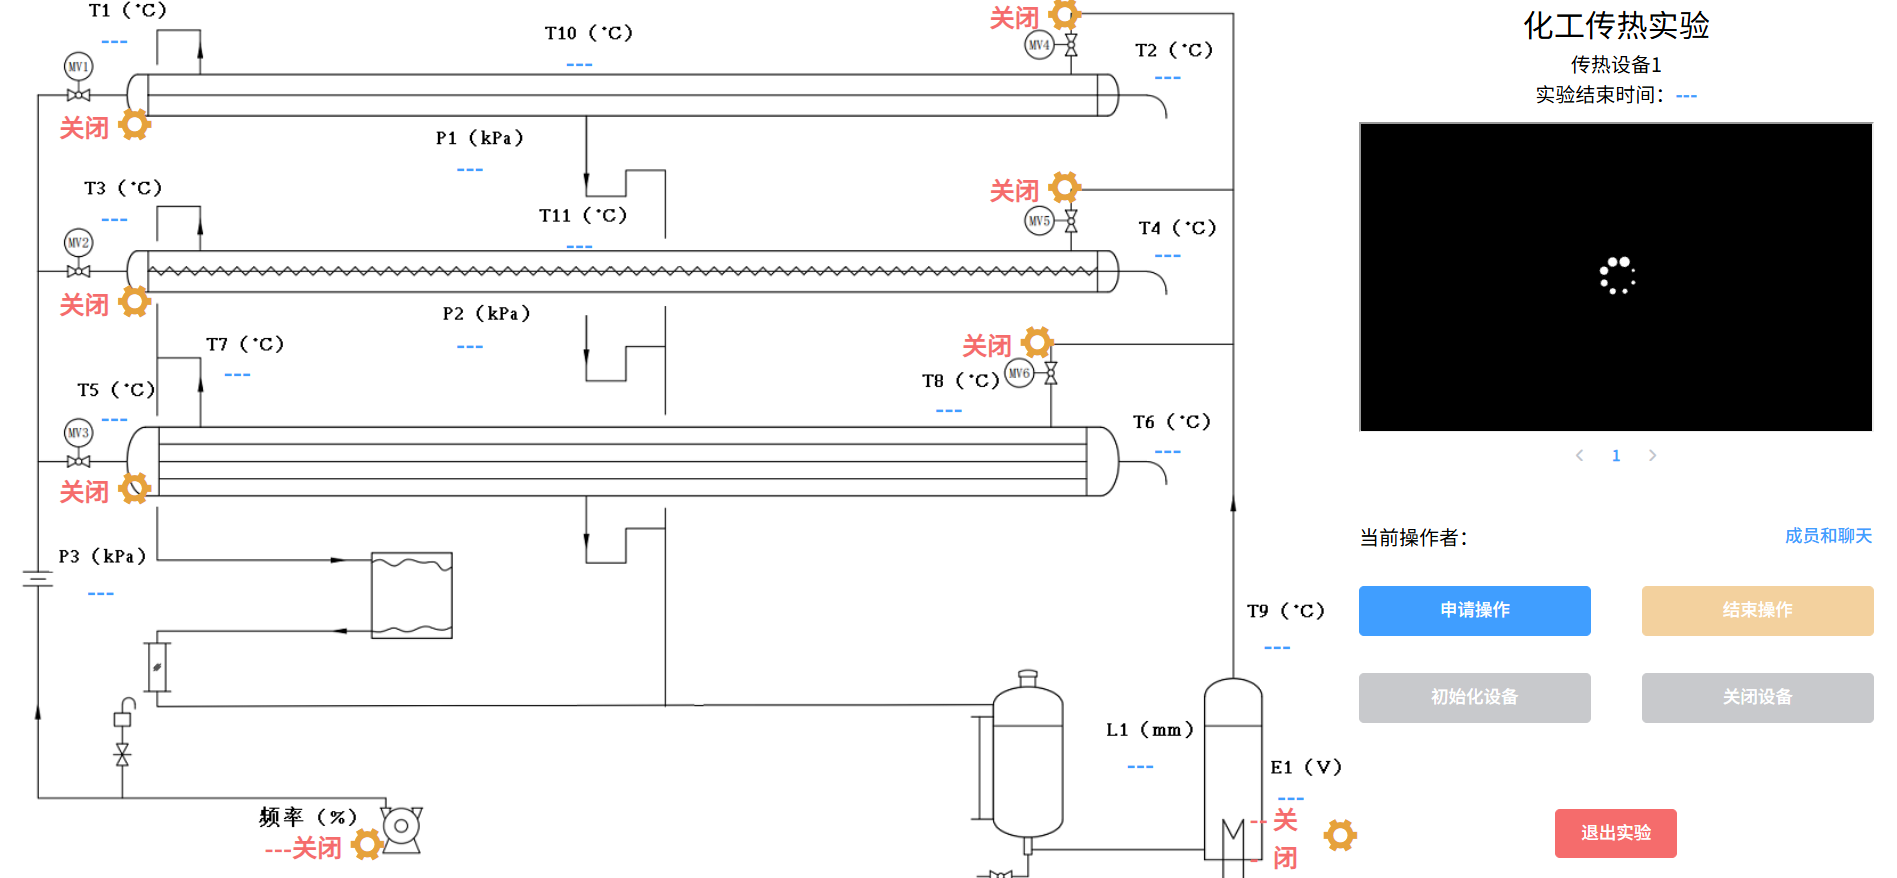 T1 (°C)
---
MV1
关闭
T10 (°C)
---
关闭
MV4
T2 (°C)
---
P1 (kPa)
---
T3 (°C)
---
MV2
关闭
T11 (°C)
---
关闭
MV5
T4 (°C)
---
P2 (kPa)
---
T7 (°C)
---
T5 (°C)
---
MV3
关闭
关闭
MV6
T8 (°C)
---
T6 (°C)
---
P3 (kPa)
---
T9 (°C)
---
L1 (mm)
---
E1 (V)
---
--关
-闭
频率 (%)
---关闭
化工传热实验
传热设备1
实验结束时间：---
1
当前操作者：
成员和聊天
申请操作
结束操作
初始化设备
关闭设备
退出实验